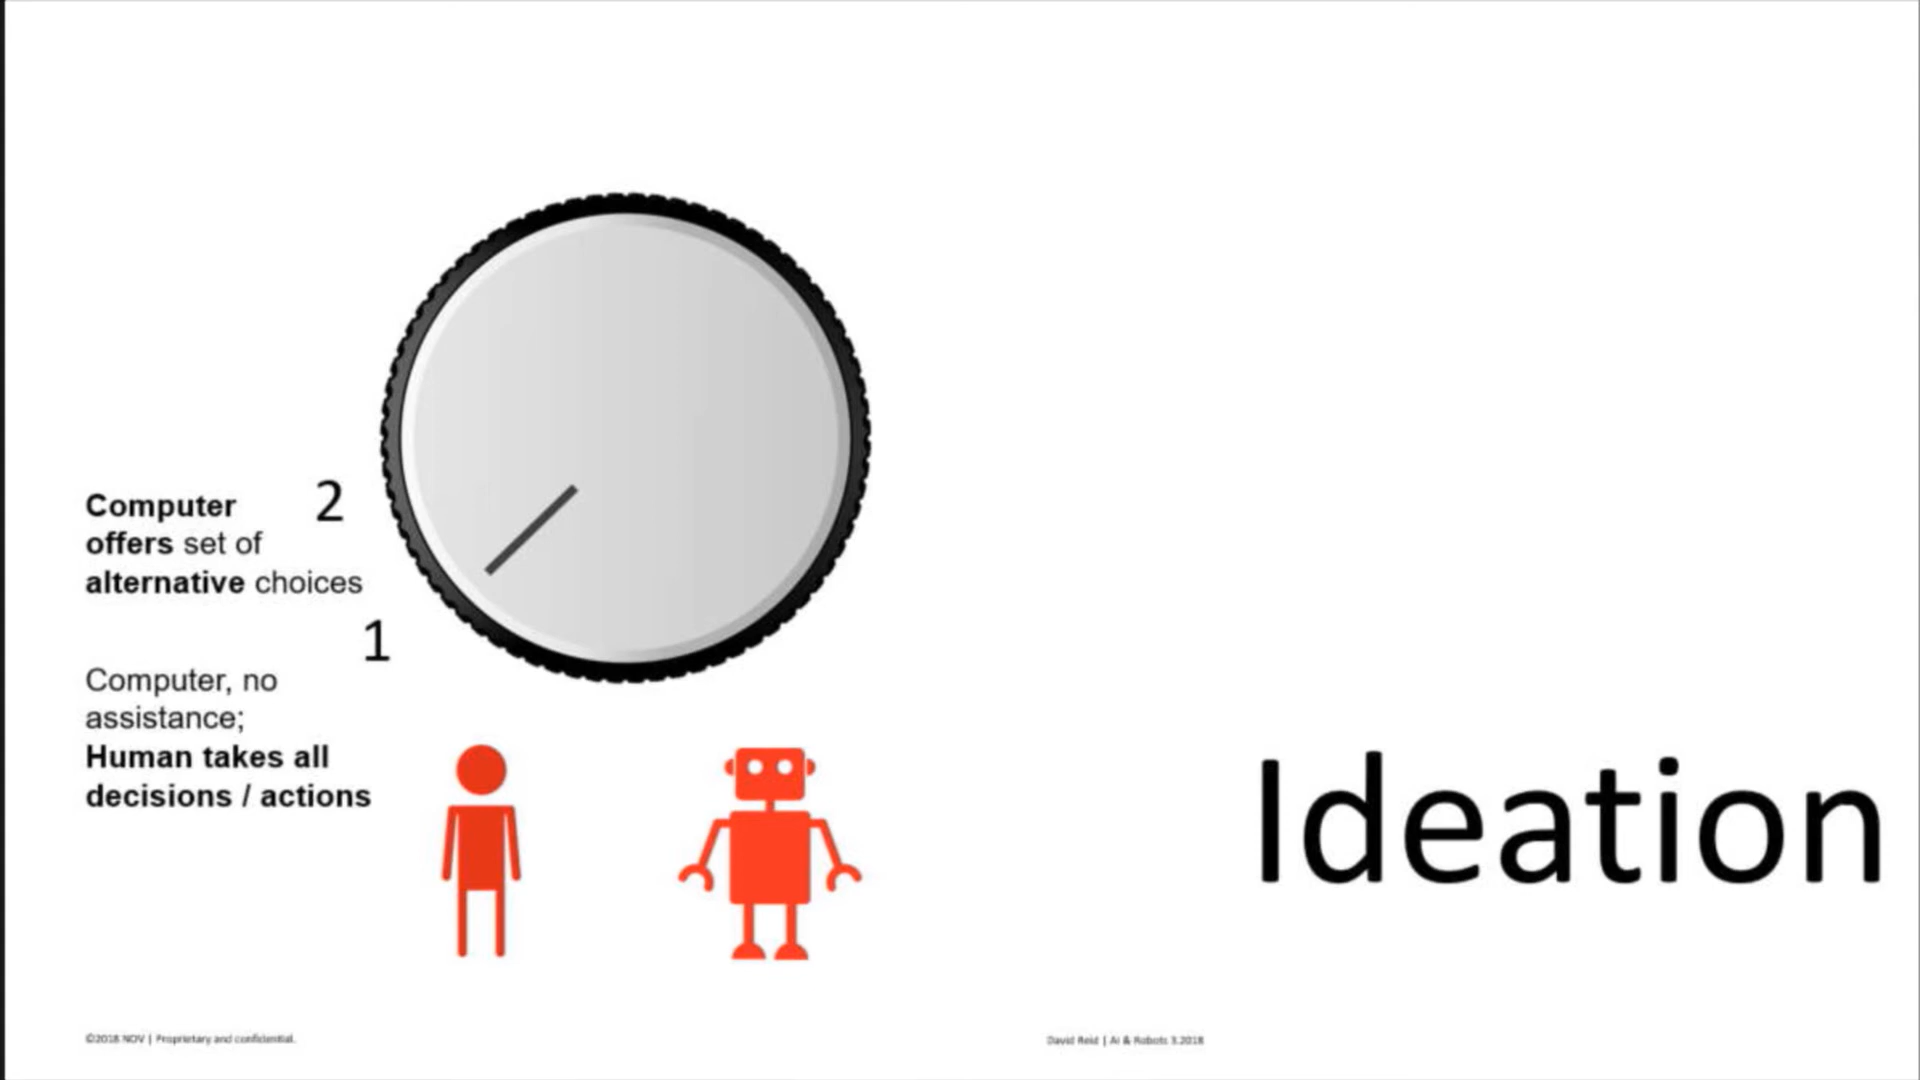 2
Computer
offers set of
alternative choices
1
Computer, no
assistance;
Human takes all
decisions / actions
Ideation
©2018 NOV | Proprietary and confidential.
David Reid | AI & Robots 3.2018